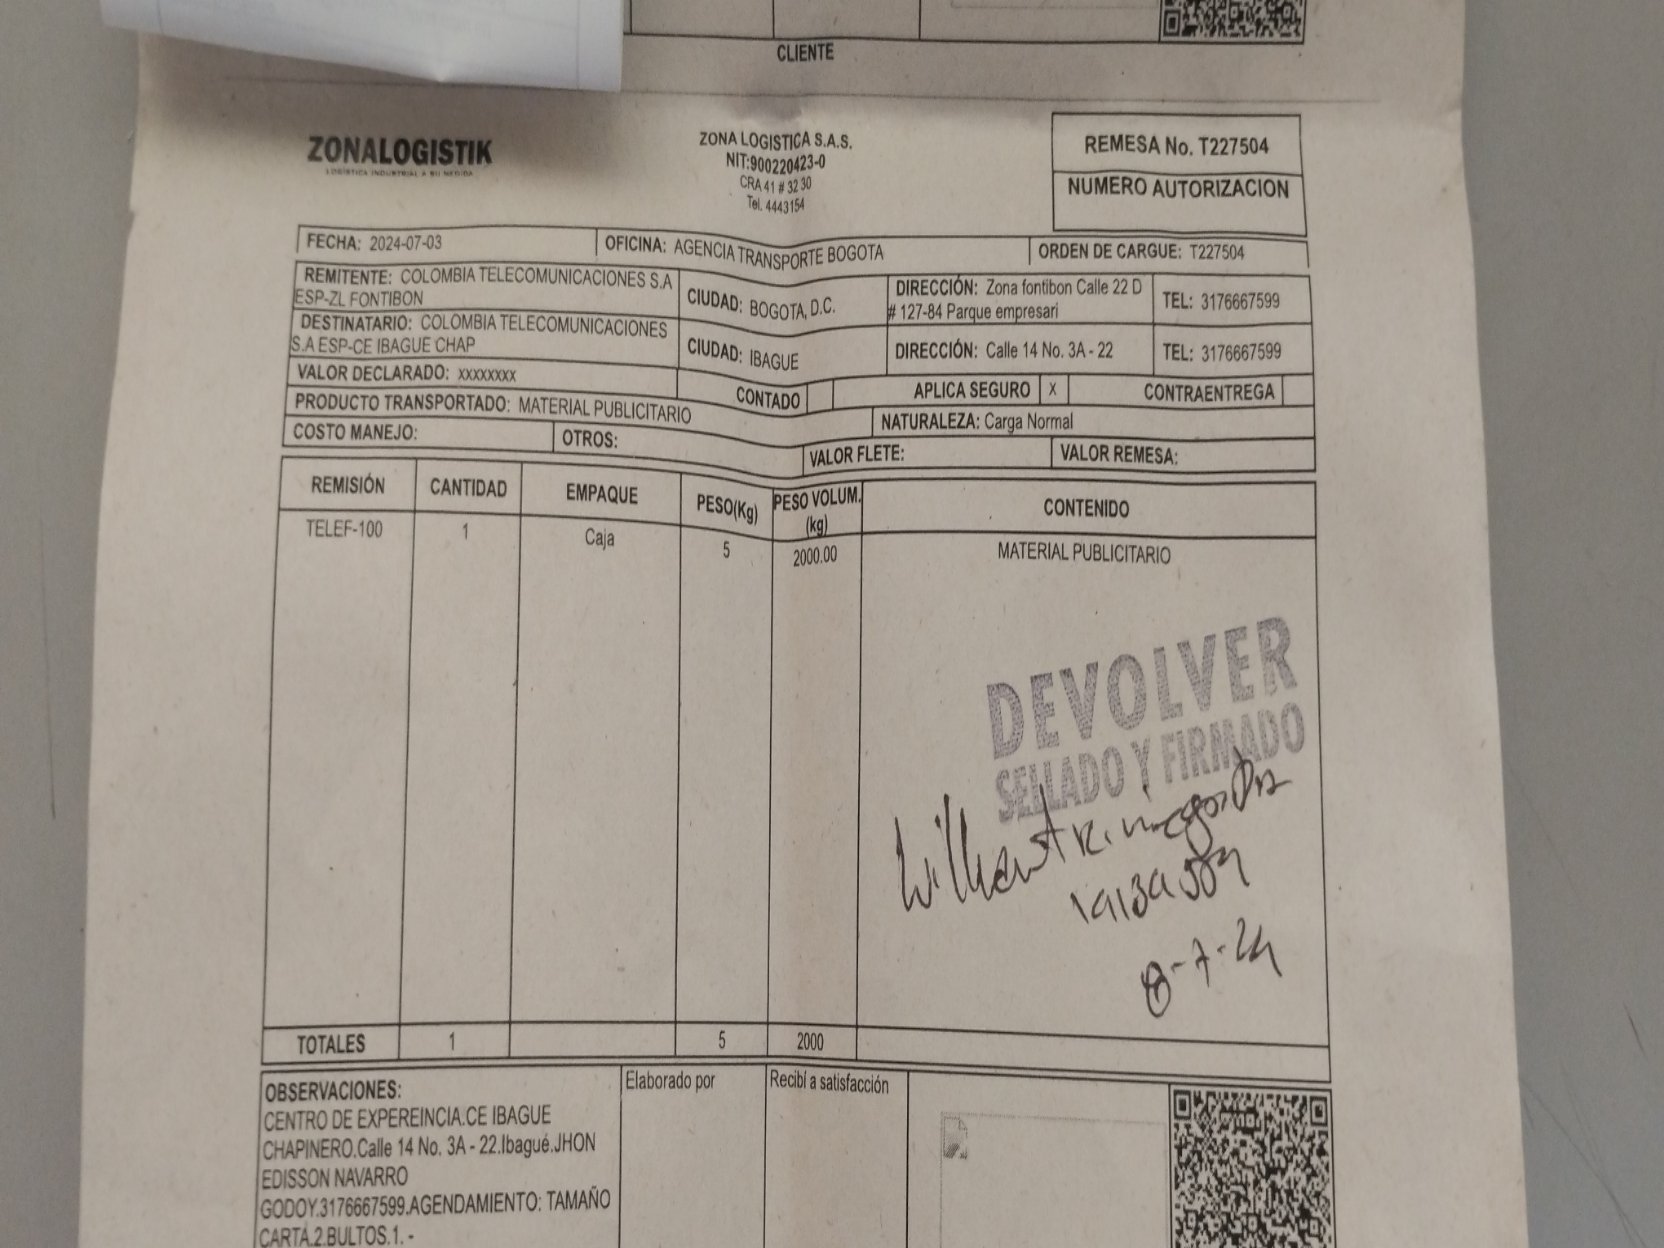 CLIENTE
ZONALOGISTIK
LOGÍSTICA INDUSTRIAL A SU MEDIDA
ZONA LOGISTICA S.A.S.
NIT:900220423-0
CRA 41 # 32 30
Tel. 4443154
REMESA No. T227504
NUMERO AUTORIZACION
FECHA: 2024-07-03 OFICINA: AGENCIA TRANSPORTE BOGOTA ORDEN DE CARGUE: T227504
REMITENTE: COLOMBIA TELECOMUNICACIONES S.A
ESP-ZL FONTIBON
CIUDAD: BOGOTA, D.C.
DIRECCIÓN: Zona fontibon Calle 22 D
# 127-84 Parque empresari
TEL: 3176667599
DESTINATARIO: COLOMBIA TELECOMUNICACIONES
S.A ESP-CE IBAGUE CHAP
CIUDAD: IBAGUE
DIRECCIÓN: Calle 14 No. 3A - 22
TEL: 3176667599
VALOR DECLARADO: xxxxxxxx CONTADO APLICA SEGURO X CONTRAENTREGA
PRODUCTO TRANSPORTADO: MATERIAL PUBLICITARIO NATURALEZA: Carga Normal
COSTO MANEJO: OTROS: VALOR FLETE: VALOR REMESA:
REMISIÓN CANTIDAD EMPAQUE PESO(Kg) PESO VOLUM.
(kg)
CONTENIDO
TELEF-100 1 Caja 5 2000.00 MATERIAL PUBLICITARIO
DEVOLVER
SELLADO Y FIRMADO
8-7-24
TOTALES 1 5 2000
OBSERVACIONES:
CENTRO DE EXPEREINCIA.CE IBAGUE
CHAPINERO.Calle 14 No. 3A - 22.Ibagué.JHON
EDISSON NAVARRO
GODOY.3176667599.AGENDAMIENTO: TAMAÑO
CARTA.2.BULTOS.1. -
Elaborado por
Recibí a satisfacción